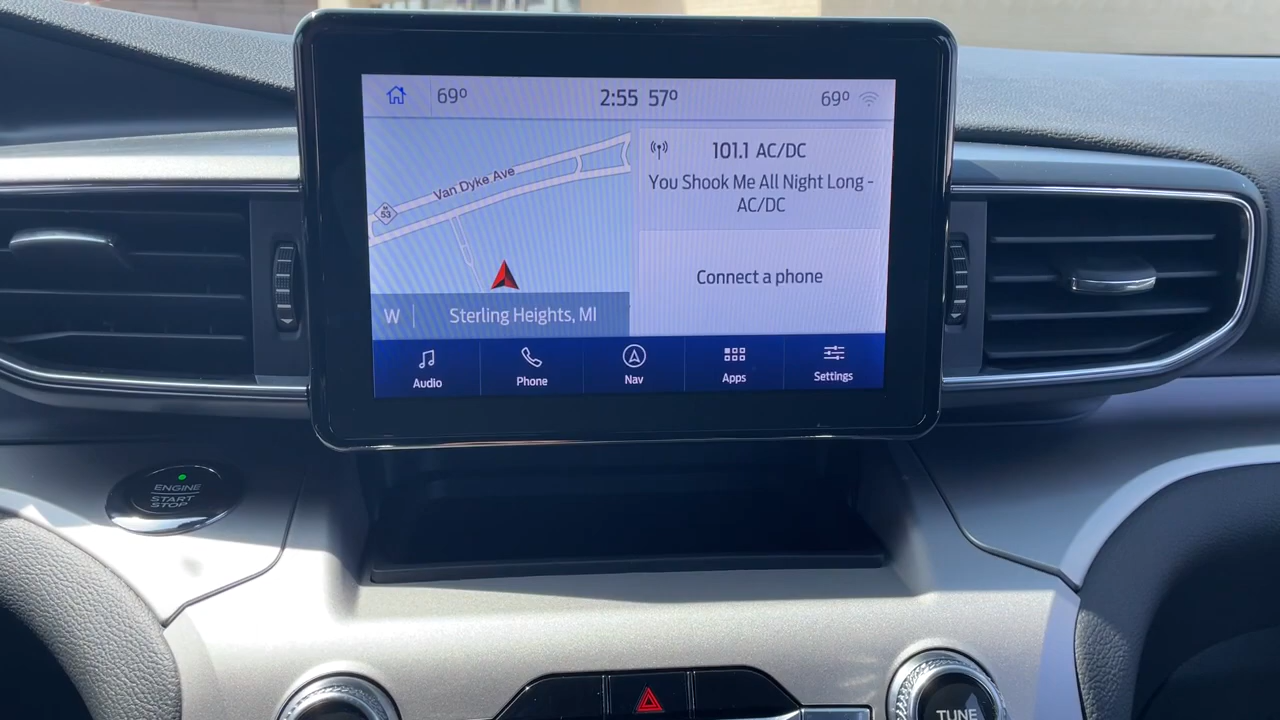 69º
2:55 57º
69º
Van Dyke Ave
M
53
W
Sterling Heights, MI
101.1 AC/DC
You Shook Me All Night Long -
AC/DC
Connect a phone
Audio
Phone
Nav
Apps
Settings
ENGINE
START
STOP
TUNE